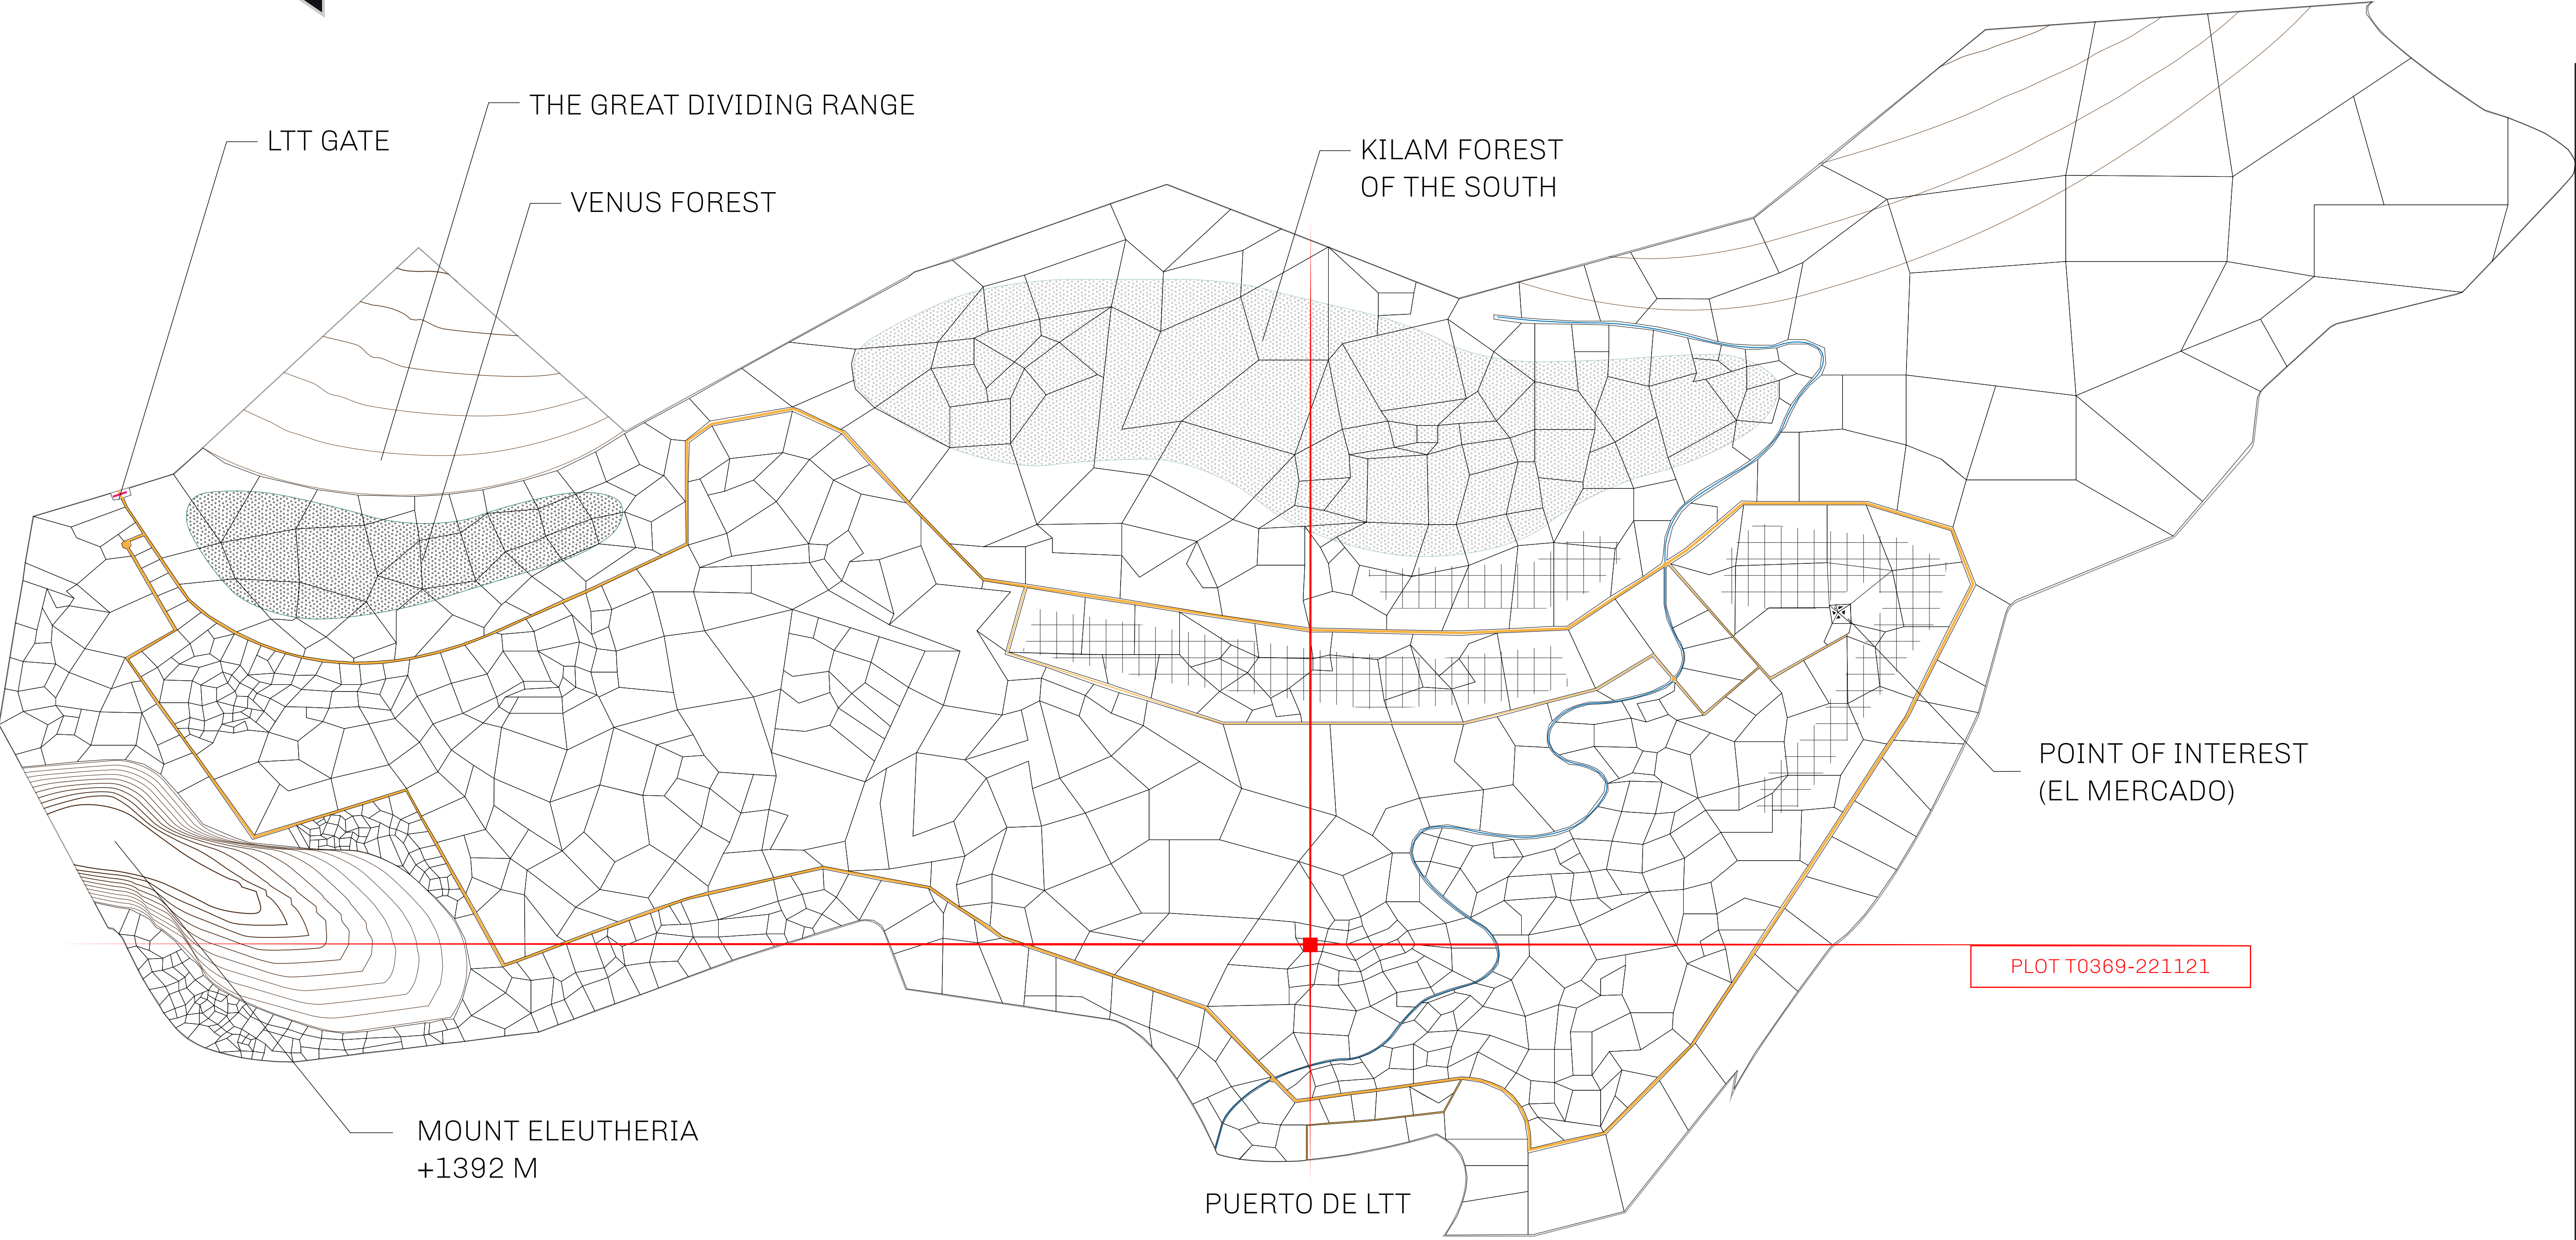 THE GREAT DIVIDING RANGE
LTT GATE
KILAM FOREST
OF THE SOUTH
VENUS FOREST
POINT OF INTEREST
(EL MERCADO)
PLOT T0369-221121
MOUNT ELEUTHERIA
+1392 M
PUERTO DE LTT